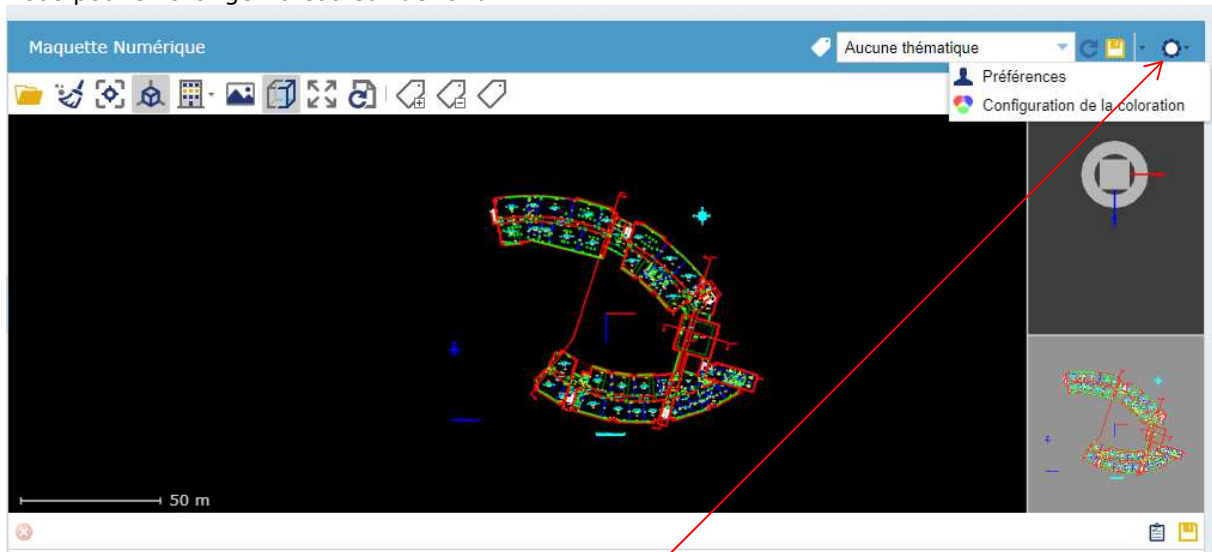 Maquette Numérique
Aucune thématique
Préférences
Configuration de la coloration
50 m